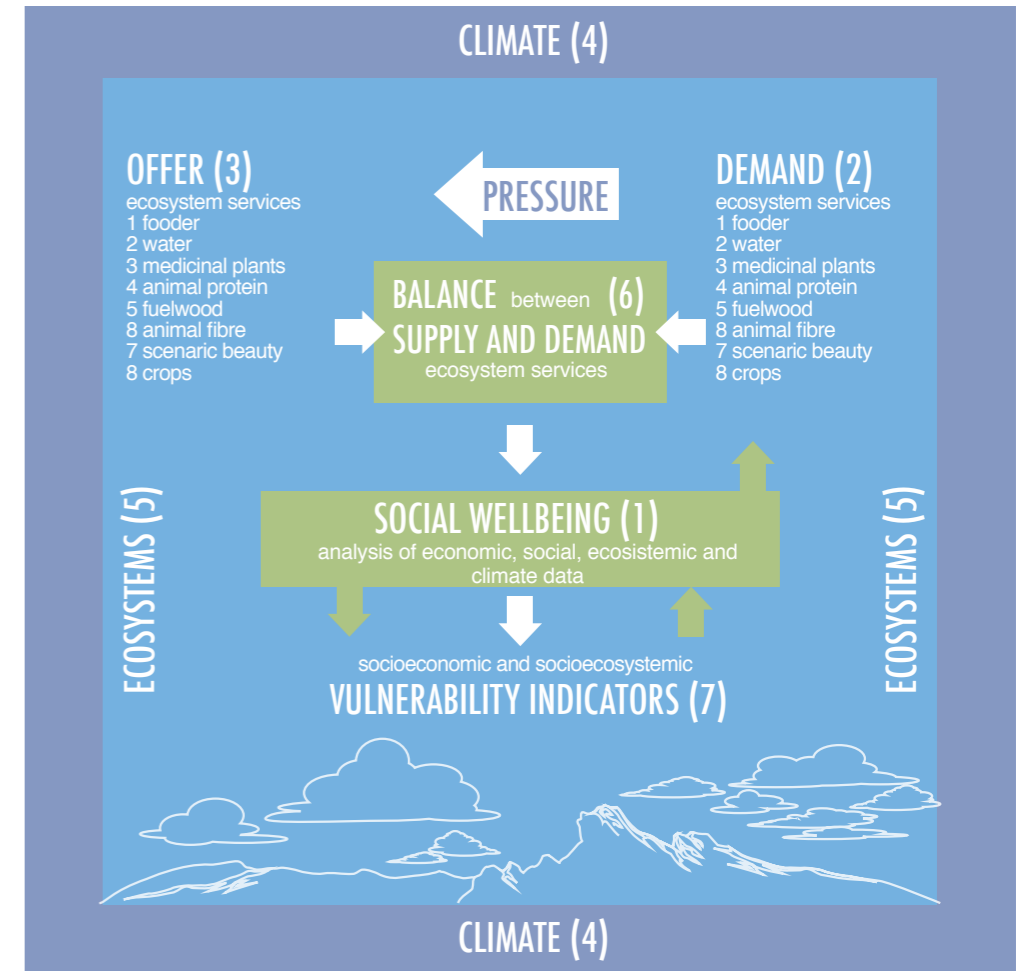 CLIMATE (4)
OFFER (3)
ecosystem services
1 fooder
2 water
3 medicinal plants
4 animal protein
5 fuelwood
8 animal fibre
7 scenaric beauty
8 crops
PRESSURE
DEMAND (2)
ecosystem services
1 fooder
2 water
3 medicinal plants
4 animal protein
5 fuelwood
8 animal fibre
7 scenaric beauty
8 crops
BALANCE between (6)
SUPPLY AND DEMAND
ecosystem services
ECOSYSTEMS (5)
SOCIAL WELLBEING (1)
analysis of economic, social, ecosistemic and
climate data
ECOSYSTEMS (5)
socioeconomic and socioecosystemic
VULNERABILITY INDICATORS (7)
CLIMATE (4)